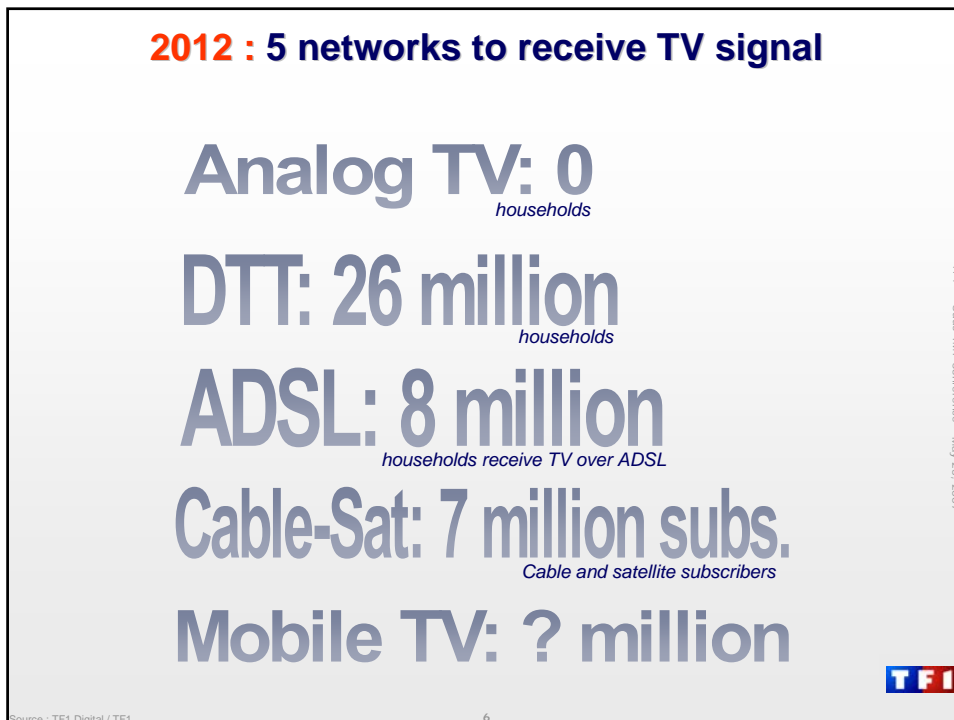 2012 : 5 networks to receive TV signal
Analog TV: 0
households
DTT: 26 million
households
ADSL: 8 million
households receive TV over ADSL
Cable-Sat: 7 million subs.
Cable and satellite subscribers
Mobile TV: ? million
TF1
Source : TF1 Digital / TF1
6